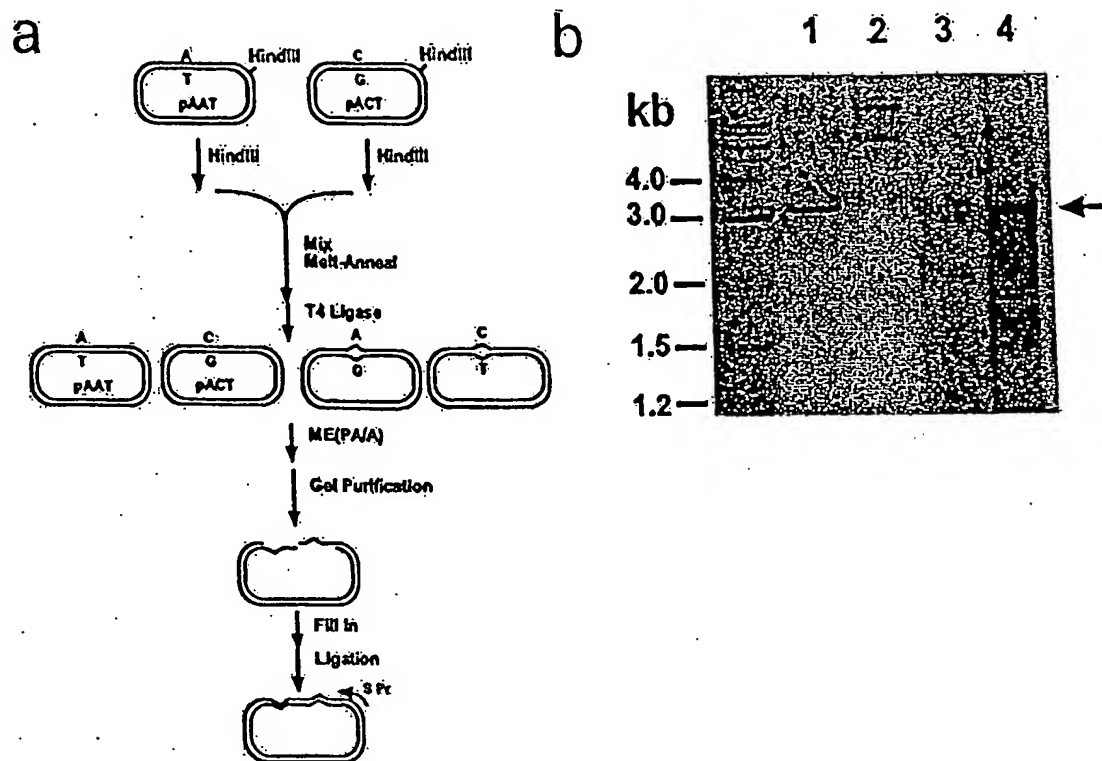 a
A
HindIII
C
HindIII
T
pAAT
G
pACT
HindIII
HindIII
Mix
Melt-Anneal
T4 Ligase
A
C
A
C
T
pAAT
G
pACT
G
T
ME(PA/A)
Gel Purification
Fill in
Ligation
S Pr
b
1 2 3 4
kb
4.0
3.0
2.0
1.5
1.2